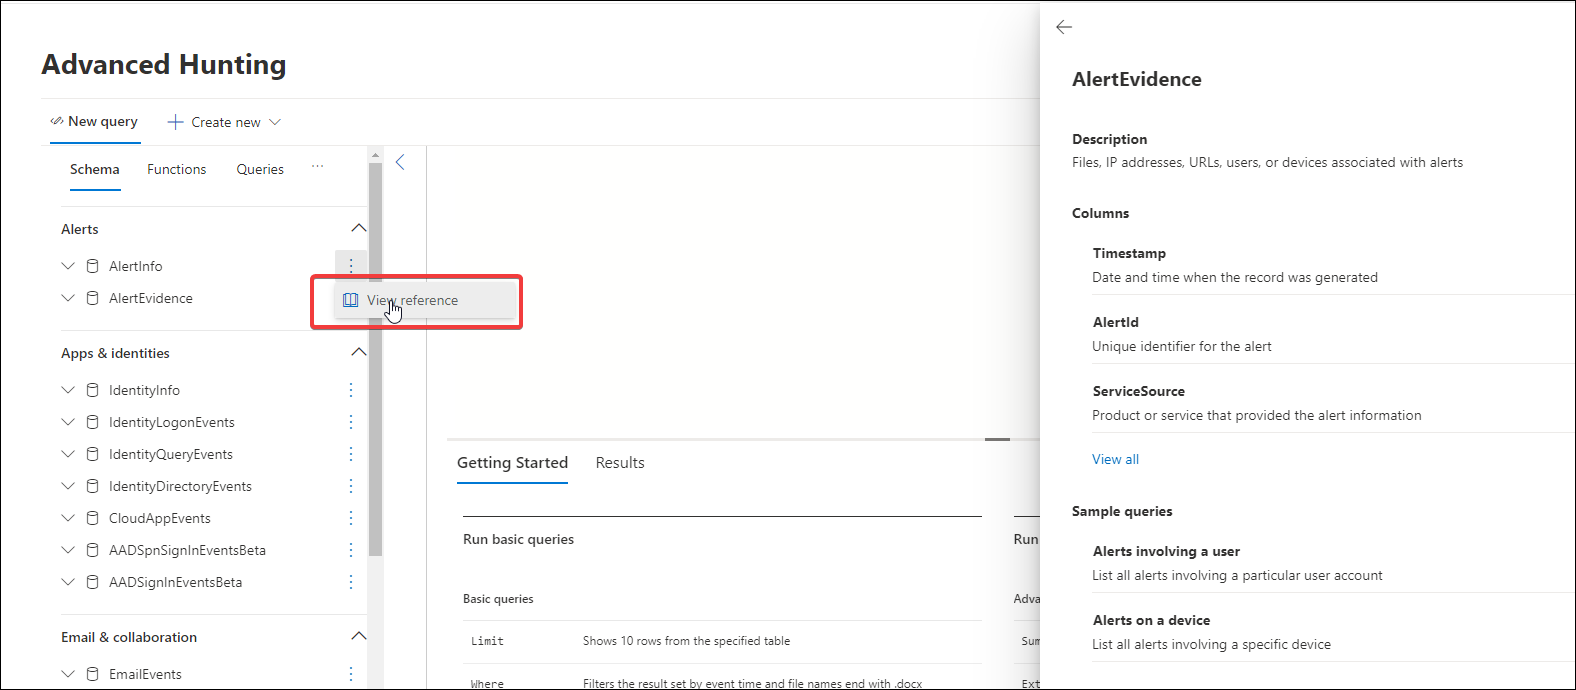 Advanced Hunting
New query
Create new
Schema
Functions
Queries
...
Alerts
AlertInfo
AlertEvidence
View reference
Apps & identities
IdentityInfo
IdentityLogonEvents
IdentityQueryEvents
IdentityDirectoryEvents
CloudAppEvents
AADSpnSignInEventsBeta
AADSignInEventsBeta
Email & collaboration
EmailEvents
Getting Started
Results
Run basic queries
Basic queries
Limit Shows 10 rows from the specified table
Where Filters the result set by event time and file names end with .docx
Run
Adva
Sum
Ext
AlertEvidence
Description
Files, IP addresses, URLs, users, or devices associated with alerts
Columns
Timestamp
Date and time when the record was generated
AlertId
Unique identifier for the alert
ServiceSource
Product or service that provided the alert information
View all
Sample queries
Alerts involving a user
List all alerts involving a particular user account
Alerts on a device
List all alerts involving a specific device